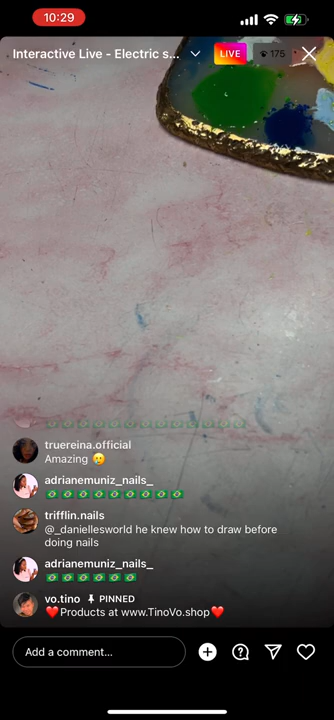 10:29
Interactive Live - Electric s...
LIVE
175
truereina.official
Amazing 🥲
adrianemuniz_nails_
🇧🇷🇧🇷🇧🇷🇧🇷🇧🇷🇧🇷🇧🇷🇧🇷🇧🇷
trifflin.nails
@_daniellesworld he knew how to draw before
doing nails
adrianemuniz_nails_
🇧🇷🇧🇷🇧🇷🇧🇷🇧🇷🇧🇷
vo.tino PINNED
❤️Products at www.TinoVo.shop❤️
Add a comment...